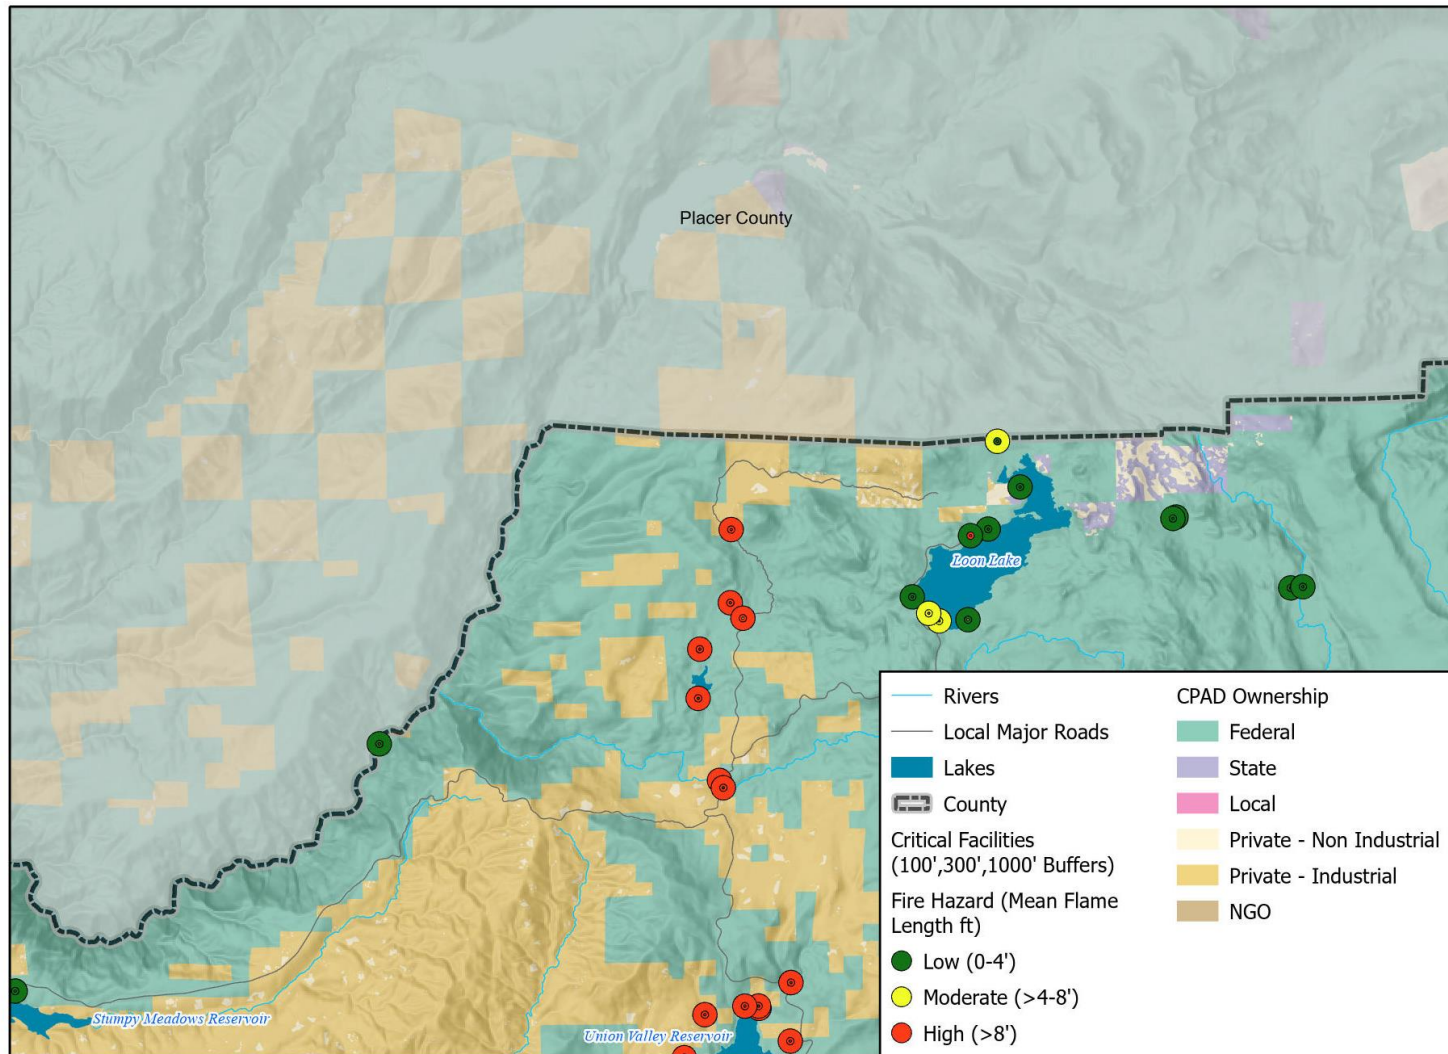 Placer County
Loon Lake
Stumpy Meadows Reservoir
Union Valley Reservoir
Rivers
Local Major Roads
Lakes
County
Critical Facilities
(100',300',1000' Buffers)
Fire Hazard (Mean Flame
Length ft)
Low (0-4')
Moderate (>4-8')
High (>8')
CPAD Ownership
Federal
State
Local
Private - Non Industrial
Private - Industrial
NGO